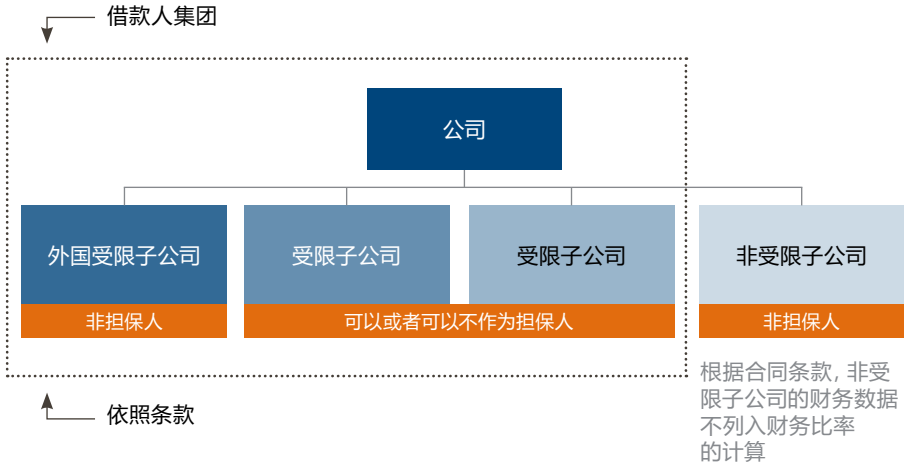 借款人集团
公司
外国受限子公司
受限子公司
受限子公司
非受限子公司
非担保人
可以或者可以不作为担保人
非担保人
依照条款
根据合同条款, 非受
限子公司的财务数据
不列入财务比率
的计算